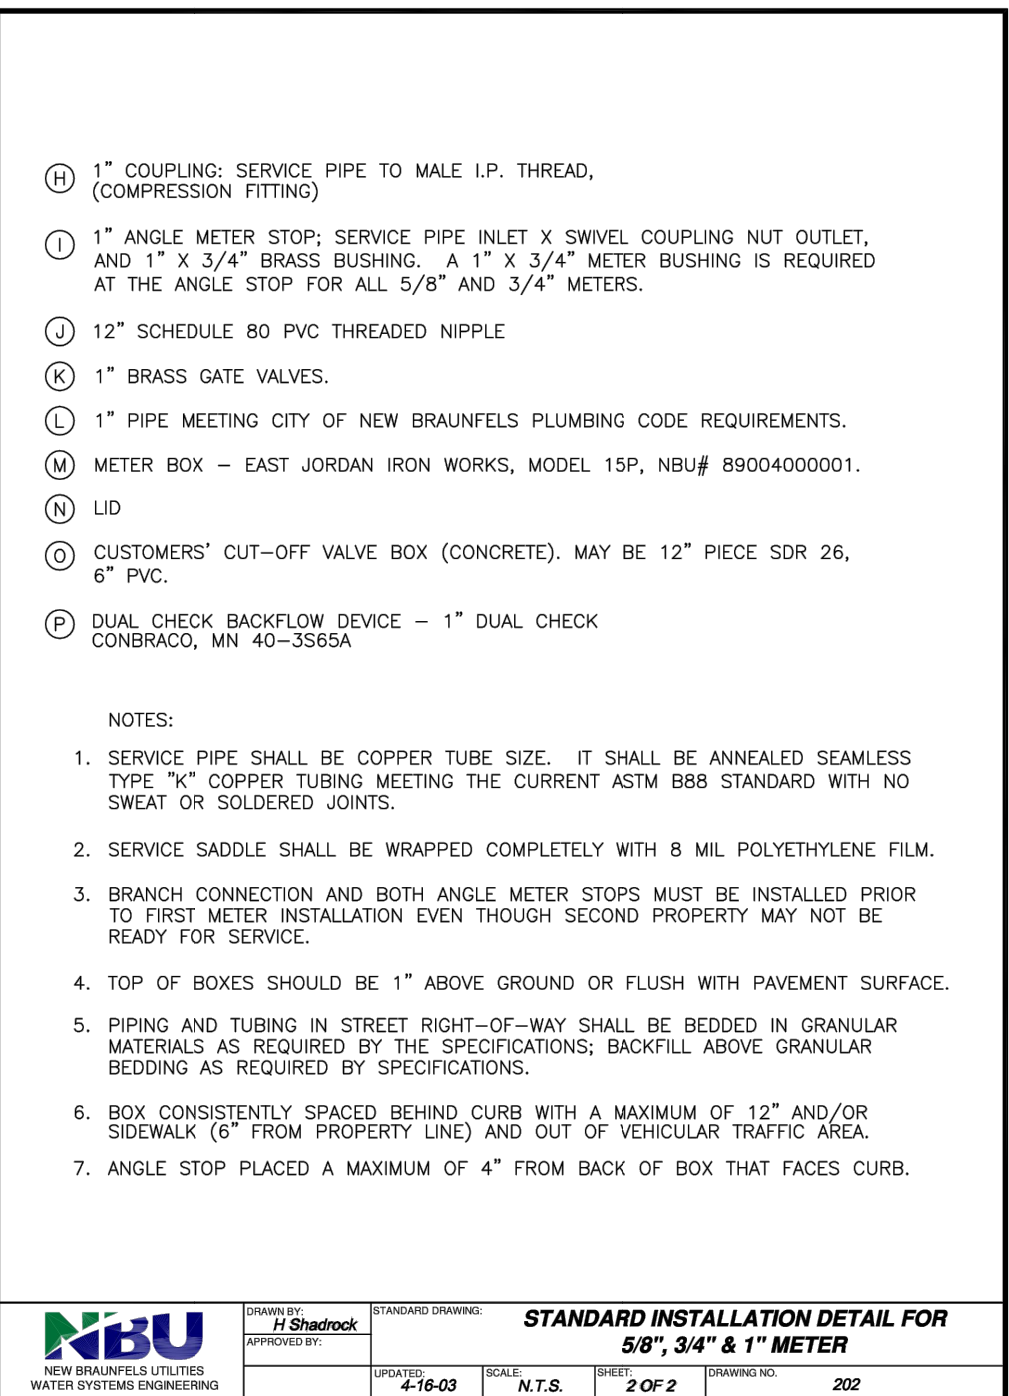 H 1" COUPLING: SERVICE PIPE TO MALE I.P. THREAD,
(COMPRESSION FITTING)
I 1" ANGLE METER STOP; SERVICE PIPE INLET X SWIVEL COUPLING NUT OUTLET,
AND 1" X 3/4" BRASS BUSHING. A 1" X 3/4" METER BUSHING IS REQUIRED
AT THE ANGLE STOP FOR ALL 5/8" AND 3/4" METERS.
J 12" SCHEDULE 80 PVC THREADED NIPPLE
K 1" BRASS GATE VALVES.
L 1" PIPE MEETING CITY OF NEW BRAUNFELS PLUMBING CODE REQUIREMENTS.
M METER BOX – EAST JORDAN IRON WORKS, MODEL 15P, NBU# 89004000001.
N LID
O CUSTOMERS' CUT–OFF VALVE BOX (CONCRETE). MAY BE 12" PIECE SDR 26,
6" PVC.
P DUAL CHECK BACKFLOW DEVICE – 1" DUAL CHECK
CONBRACO, MN 40–3S65A
NOTES:
1. SERVICE PIPE SHALL BE COPPER TUBE SIZE. IT SHALL BE ANNEALED SEAMLESS
TYPE "K" COPPER TUBING MEETING THE CURRENT ASTM B88 STANDARD WITH NO
SWEAT OR SOLDERED JOINTS.
2. SERVICE SADDLE SHALL BE WRAPPED COMPLETELY WITH 8 MIL POLYETHYLENE FILM.
3. BRANCH CONNECTION AND BOTH ANGLE METER STOPS MUST BE INSTALLED PRIOR
TO FIRST METER INSTALLATION EVEN THOUGH SECOND PROPERTY MAY NOT BE
READY FOR SERVICE.
4. TOP OF BOXES SHOULD BE 1" ABOVE GROUND OR FLUSH WITH PAVEMENT SURFACE.
5. PIPING AND TUBING IN STREET RIGHT–OF–WAY SHALL BE BEDDED IN GRANULAR
MATERIALS AS REQUIRED BY THE SPECIFICATIONS; BACKFILL ABOVE GRANULAR
BEDDING AS REQUIRED BY SPECIFICATIONS.
6. BOX CONSISTENTLY SPACED BEHIND CURB WITH A MAXIMUM OF 12" AND/OR
SIDEWALK (6" FROM PROPERTY LINE) AND OUT OF VEHICULAR TRAFFIC AREA.
7. ANGLE STOP PLACED A MAXIMUM OF 4" FROM BACK OF BOX THAT FACES CURB.
NBU
NEW BRAUNFELS UTILITIES
WATER SYSTEMS ENGINEERING
DRAWN BY:
H Shadrock
APPROVED BY:
STANDARD DRAWING:
STANDARD INSTALLATION DETAIL FOR
5/8", 3/4" & 1" METER
UPDATED:
4-16-03
SCALE:
N.T.S.
SHEET:
2 OF 2
DRAWING NO.
202